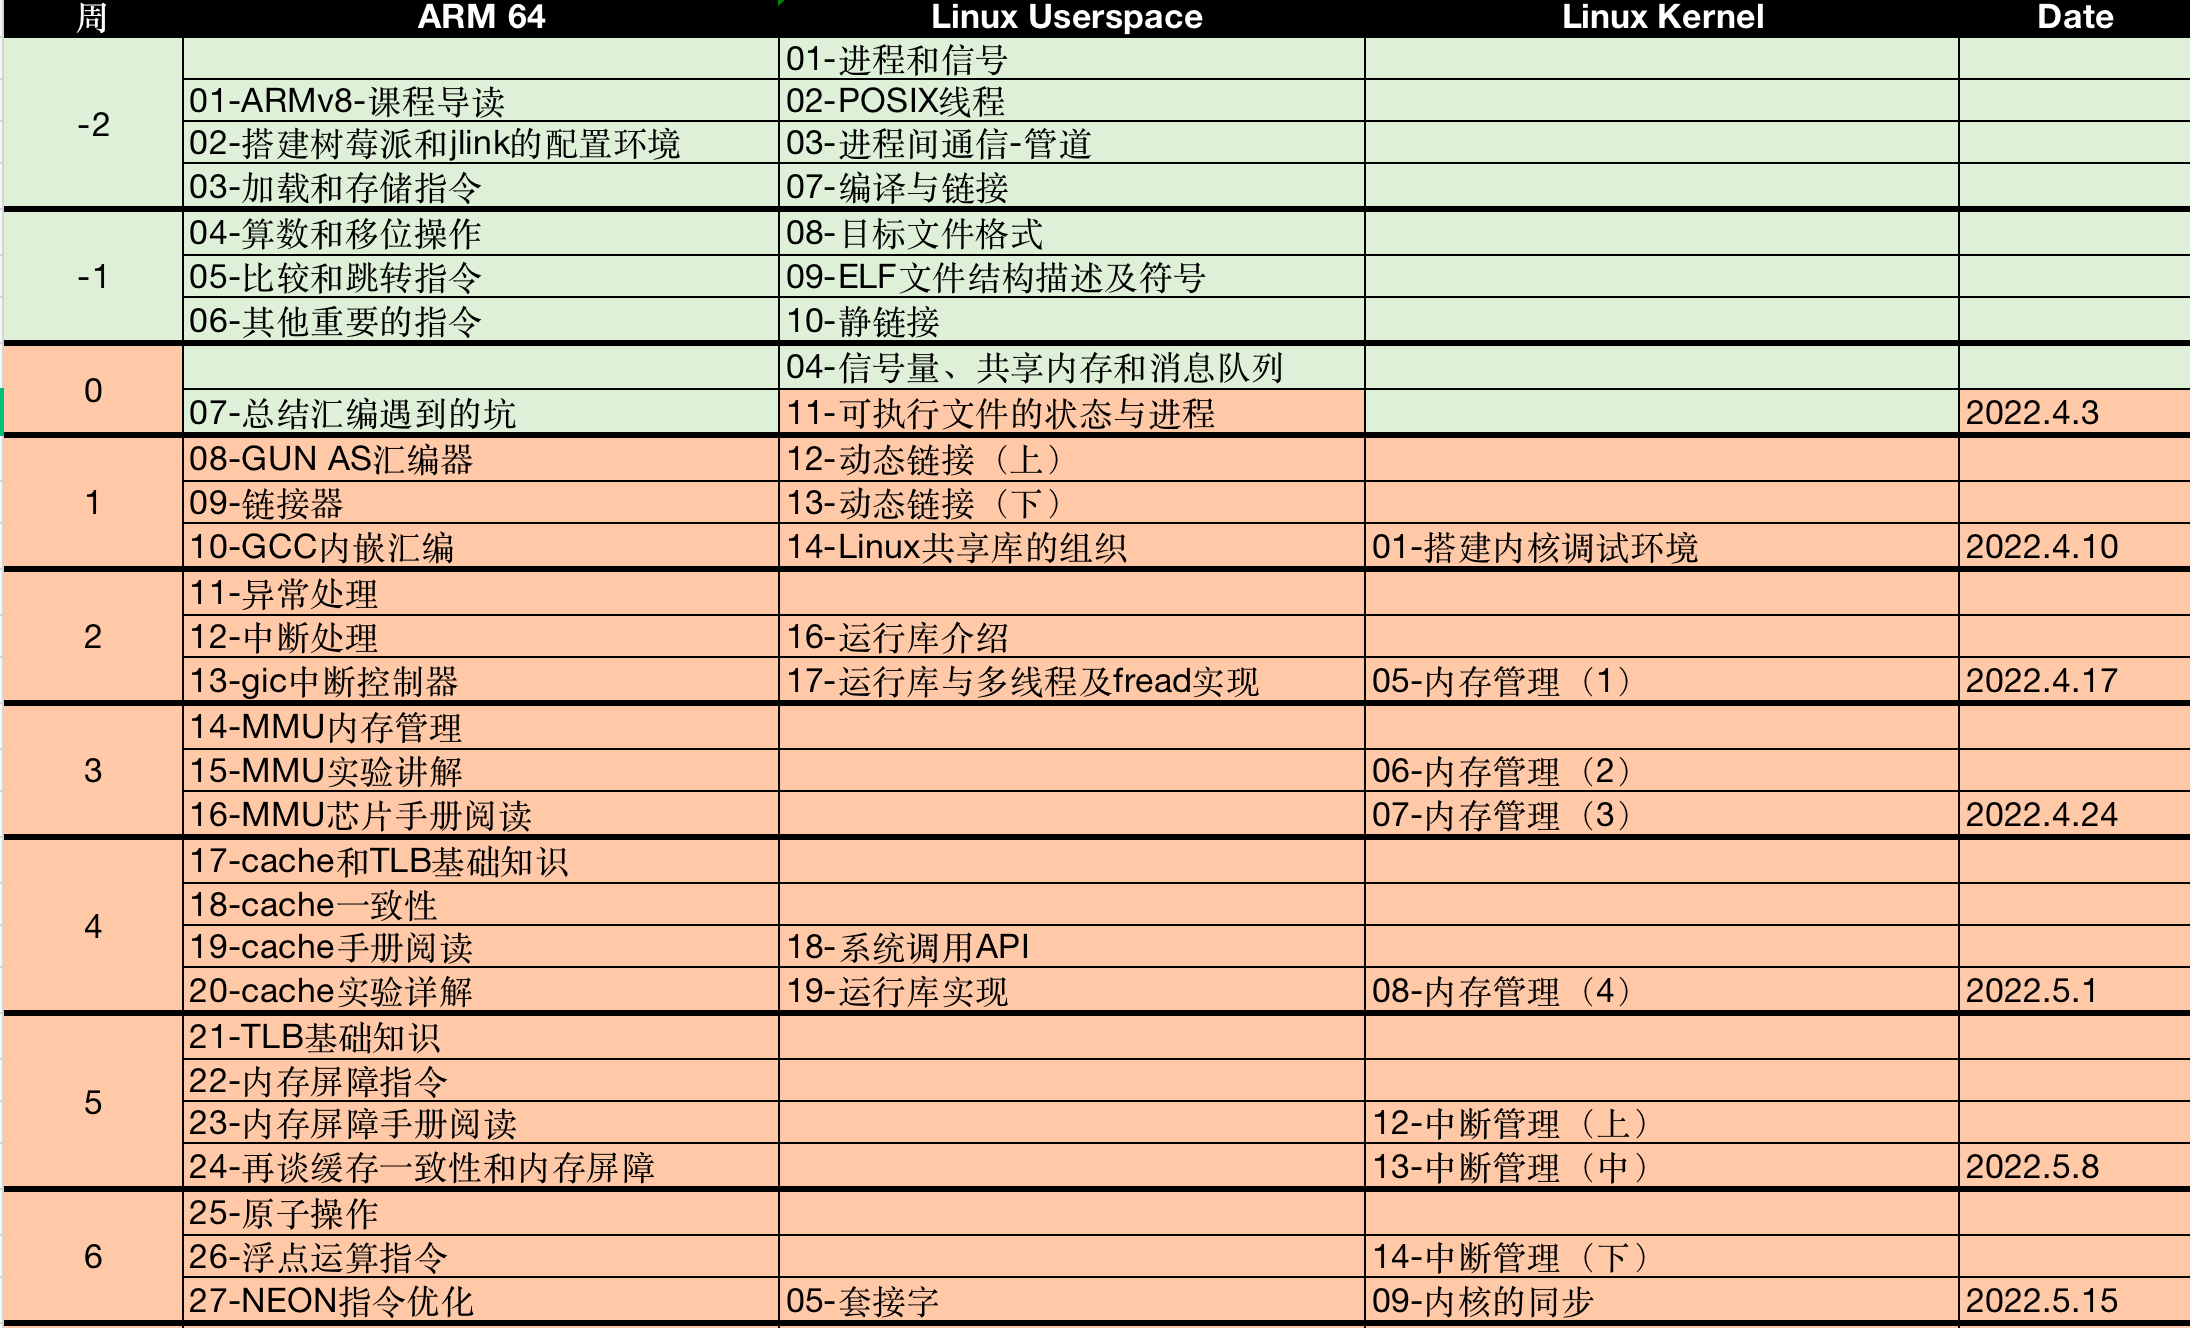 周 ARM 64 Linux Userspace Linux Kernel Date
01-进程和信号
01-ARMv8-课程导读 02-POSIX线程
-2
02-搭建树莓派和jlink的配置环境 03-进程间通信-管道
03-加载和存储指令 07-编译与链接
04-算数和移位操作 08-目标文件格式
-1 05-比较和跳转指令 09-ELF文件结构描述及符号
06-其他重要的指令 10-静链接
04-信号量、共享内存和消息队列
0
07-总结汇编遇到的坑 11-可执行文件的状态与进程 2022.4.3
08-GUN AS汇编器 12-动态链接（上）
1 09-链接器 13-动态链接（下）
10-GCC内嵌汇编 14-Linux共享库的组织 01-搭建内核调试环境 2022.4.10
11-异常处理
2 12-中断处理 16-运行库介绍
13-gic中断控制器 17-运行库与多线程及fread实现 05-内存管理（1） 2022.4.17
14-MMU内存管理
3 15-MMU实验讲解 06-内存管理（2）
16-MMU芯片手册阅读 07-内存管理（3） 2022.4.24
17-cache和TLB基础知识
18-cache一致性
4
19-cache手册阅读 18-系统调用API
20-cache实验详解 19-运行库实现 08-内存管理（4） 2022.5.1
21-TLB基础知识
22-内存屏障指令
5
23-内存屏障手册阅读 12-中断管理（上）
24-再谈缓存一致性和内存屏障 13-中断管理（中） 2022.5.8
25-原子操作
6 26-浮点运算指令 14-中断管理（下）
27-NEON指令优化 05-套接字 09-内核的同步 2022.5.15